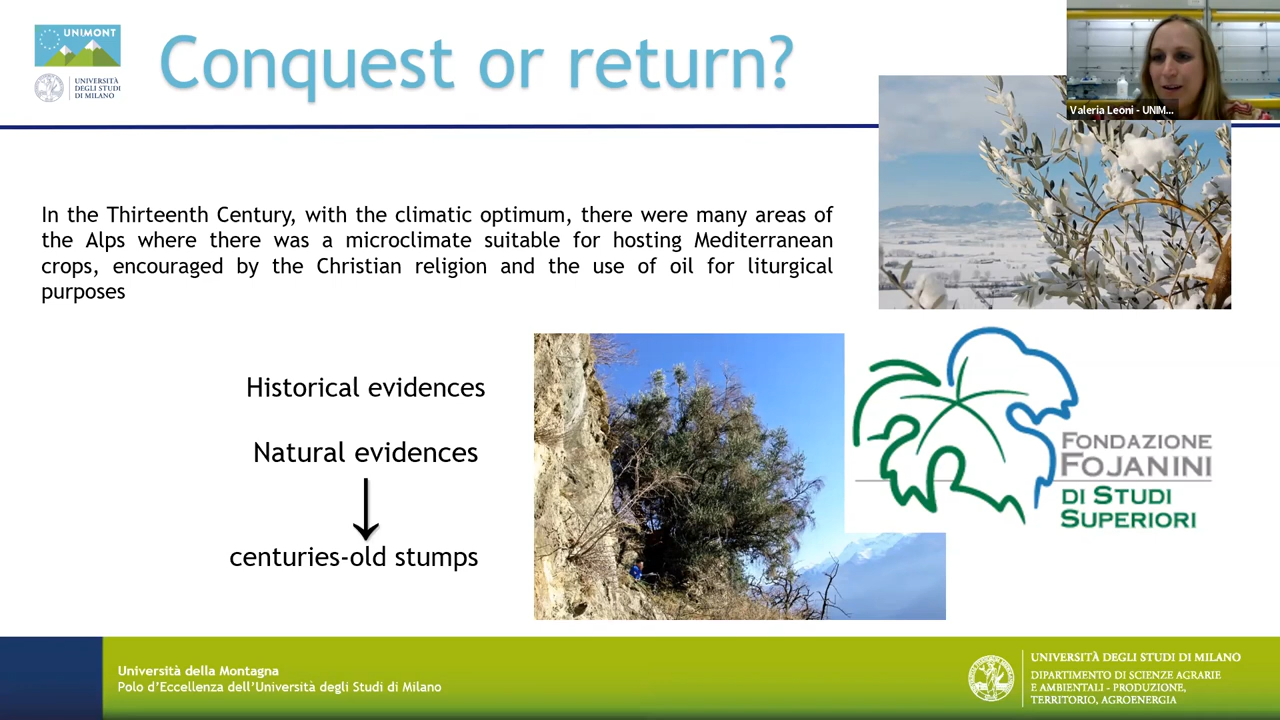 UNIMONT
UNIVERSITÀ
DEGLI STUDI
DI MILANO
Conquest or return?
Valeria Leoni - UNIM...
In the Thirteenth Century, with the climatic optimum, there were many areas of
the Alps where there was a microclimate suitable for hosting Mediterranean
crops, encouraged by the Christian religion and the use of oil for liturgical
purposes
Historical evidences
Natural evidences
centuries-old stumps
FONDAZIONE
FOJANINI
DI STUDI
SUPERIORI
Università della Montagna
Polo d'Eccellenza dell'Università degli Studi di Milano
UNIVERSITÀ DEGLI STUDI DI MILANO
DIPARTIMENTO DI SCIENZE AGRARIE
E AMBIENTALI - PRODUZIONE,
TERRITORIO, AGROENERGIA